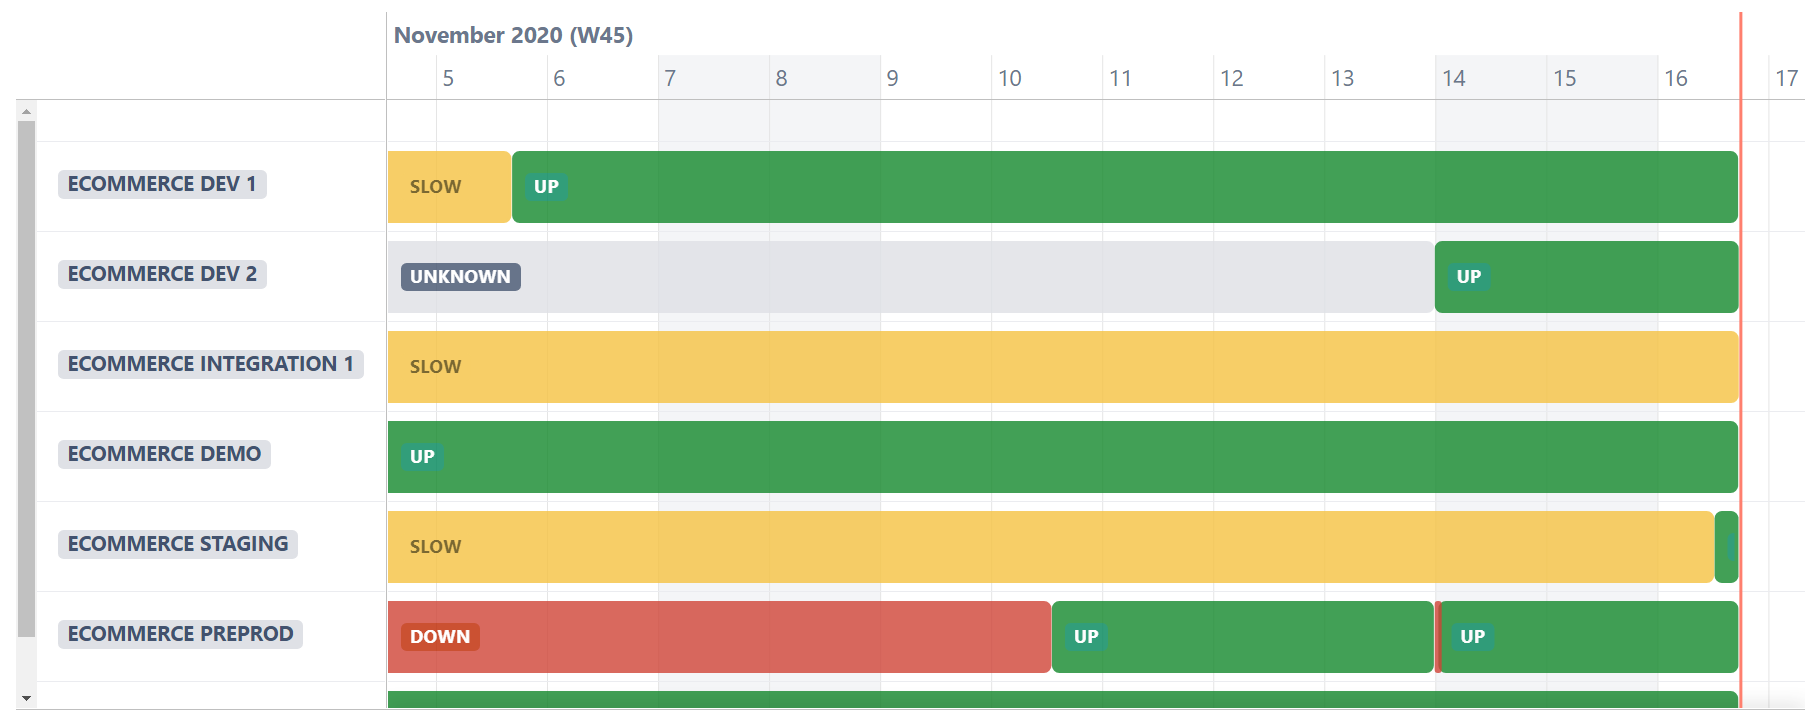 November 2020 (W45)
5 6 7 8 9 10 11 12 13 14 15 16 17
ECOMMERCE DEV 1 SLOW UP
ECOMMERCE DEV 2 UNKNOWN UP
ECOMMERCE INTEGRATION 1 SLOW
ECOMMERCE DEMO UP
ECOMMERCE STAGING SLOW
ECOMMERCE PREPROD DOWN UP UP